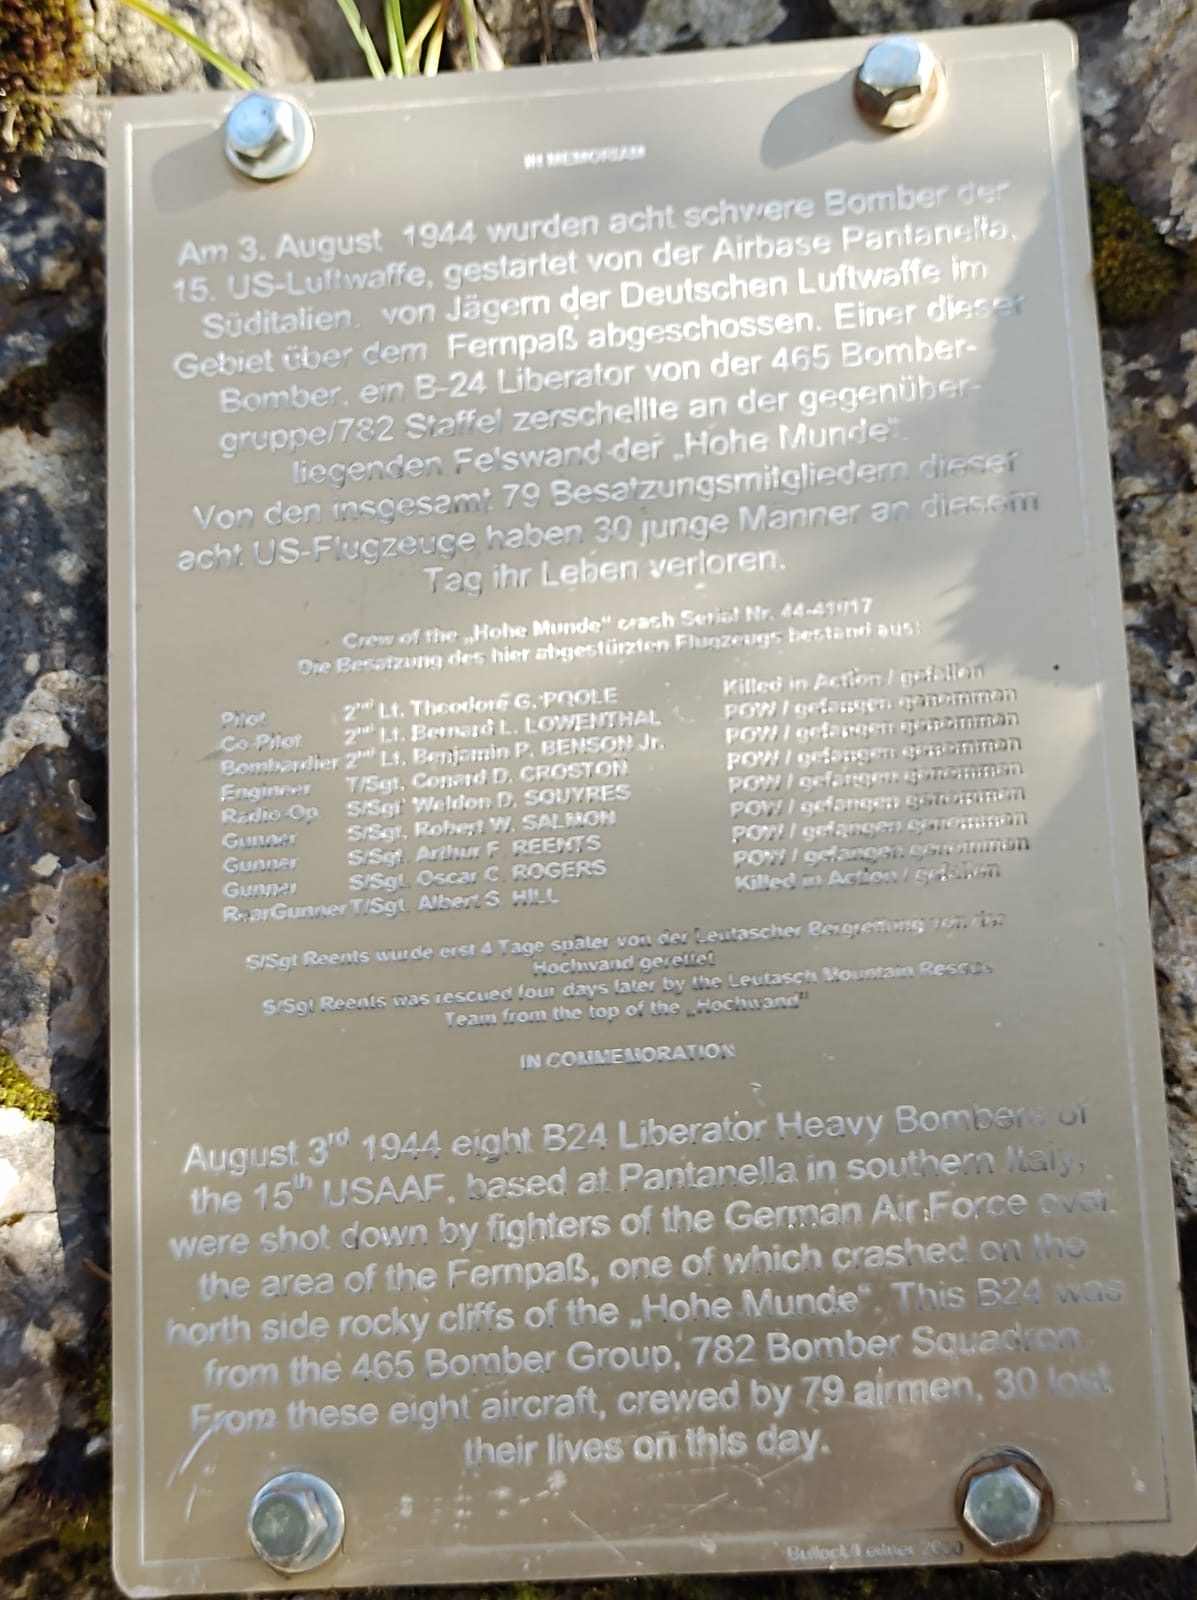 IN MEMORIAM
Am 3. August 1944 wurden acht schwere Bomber der
15. US-Luftwaffe, gestartet von der Airbase Pantanella,
Süditalien, von Jägern der Deutschen Luftwaffe im
Gebiet über dem Fernpaß abgeschossen. Einer dieser
Bomber, ein B-24 Liberator von der 465 Bomber-
gruppe/782 Staffel zerschellte an der gegenüber-
liegenden Felswand der „Hohe Munde“.
Von den insgesamt 79 Besatzungsmitgliedern dieser
acht US-Flugzeuge haben 30 junge Männer an diesem
Tag ihr Leben verloren.
Crew of the „Hohe Munde“ crash Serial Nr. 44-41017
Die Besatzung des hier abgestürzten Flugzeugs bestand aus:
Pilot 2nd Lt. Theodore G. POOLE Killed in Action / gefallen
Co-Pilot 2nd Lt. Bernard L. LOWENTHAL POW / gefangen genommen
Bombardier 2nd Lt. Benjamin P. BENSON Jr. POW / gefangen genommen
Engineer T/Sgt. Conard D. CROSTON POW / gefangen genommen
Radio-Op S/Sgt Weldon D. SOUYRES POW / gefangen genommen
Gunner S/Sgt. Robert W. SALMON POW / gefangen genommen
Gunner S/Sgt. Arthur F. REENTS POW / gefangen genommen
Gunner S/Sgt. Oscar C. ROGERS POW / gefangen genommen
RearGunner T/Sgt. Albert S. HILL Killed in Action / gefallen
S/Sgt Reents wurde erst 4 Tage später von der Leutascher Bergrettung von der
Hochwand gerettet
S/Sgt Reents was rescued four days later by the Leutasch Mountain Rescue
Team from the top of the „Hochwand“
IN COMMEMORATION
August 3rd 1944 eight B24 Liberator Heavy Bombers of
the 15th USAAF, based at Pantanella in southern Italy,
were shot down by fighters of the German Air Force over
the area of the Fernpaß, one of which crashed on the
north side rocky cliffs of the „Hohe Munde“. This B24 was
from the 465 Bomber Group, 782 Bomber Squadron.
From these eight aircraft, crewed by 79 airmen, 30 lost
their lives on this day.
Bullock/Leitner 2000